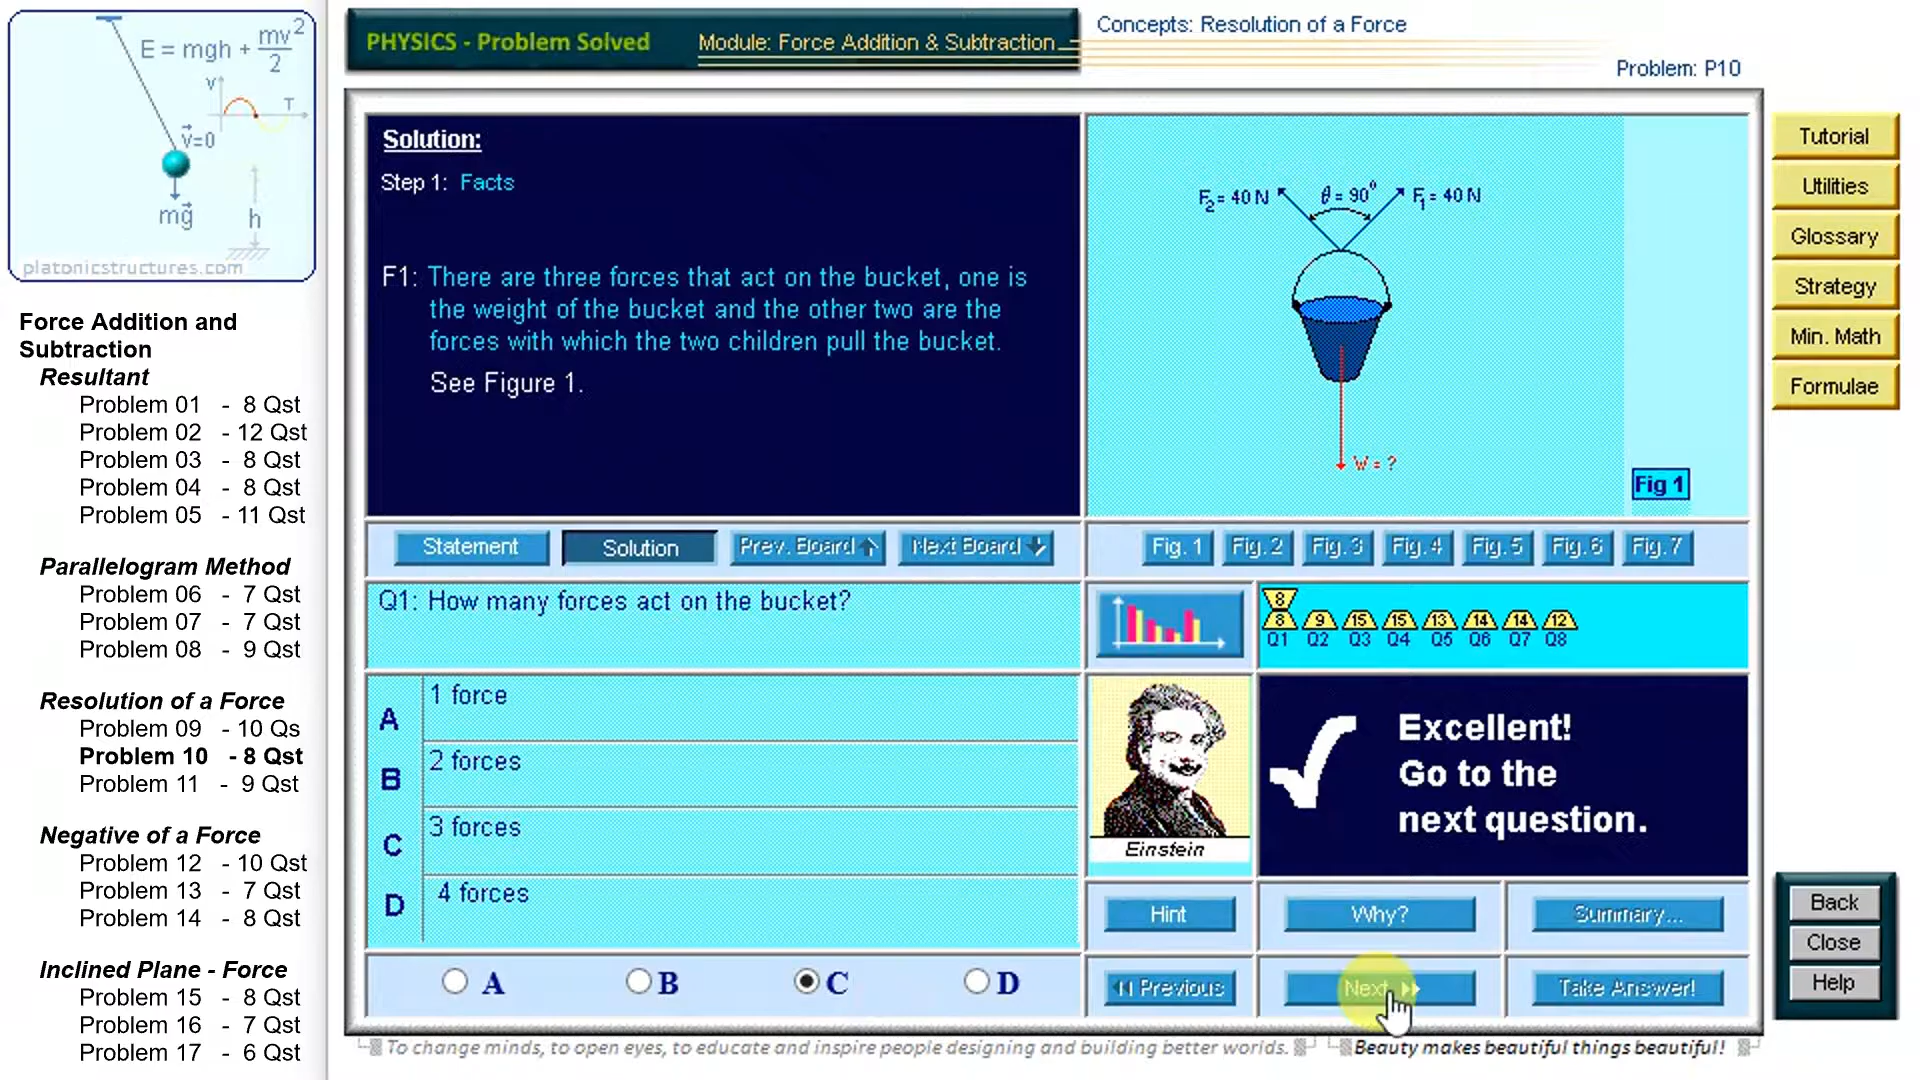 E = mgh + mv²/2
V
T
v⃗=0
mg⃗
h
platonicstructures.com
Force Addition and
Subtraction
Resultant
Problem 01 - 8 Qst
Problem 02 - 12 Qst
Problem 03 - 8 Qst
Problem 04 - 8 Qst
Problem 05 - 11 Qst
Parallelogram Method
Problem 06 - 7 Qst
Problem 07 - 7 Qst
Problem 08 - 9 Qst
Resolution of a Force
Problem 09 - 10 Qs
Problem 10 - 8 Qst
Problem 11 - 9 Qst
Negative of a Force
Problem 12 - 10 Qst
Problem 13 - 7 Qst
Problem 14 - 8 Qst
Inclined Plane - Force
Problem 15 - 8 Qst
Problem 16 - 7 Qst
Problem 17 - 6 Qst
PHYSICS - Problem Solved
Module: Force Addition & Subtraction
Concepts: Resolution of a Force
Problem: P10
Solution:
Step 1: Facts
F1: There are three forces that act on the bucket, one is
the weight of the bucket and the other two are the
forces with which the two children pull the bucket.
See Figure 1.
F₂= 40 N θ = 90⁰ F₁= 40 N
W = ?
Fig 1
Statement Solution Prev. Board Next Board
Fig. 1 Fig. 2 Fig. 3 Fig. 4 Fig. 5 Fig. 6 Fig. 7
Q1: How many forces act on the bucket?
8
8 9 15 15 13 14 14 12
Q1 Q2 Q3 Q4 Q5 Q6 Q7 Q8
A 1 force
B 2 forces
C 3 forces
D 4 forces
A B C D
Einstein
Excellent!
Go to the
next question.
Hint Why? Summary...
Previous Next Take Answer!
Tutorial
Utilities
Glossary
Strategy
Min. Math
Formulae
Back
Close
Help
To change minds, to open eyes, to educate and inspire people designing and building better worlds.
Beauty makes beautiful things beautiful!